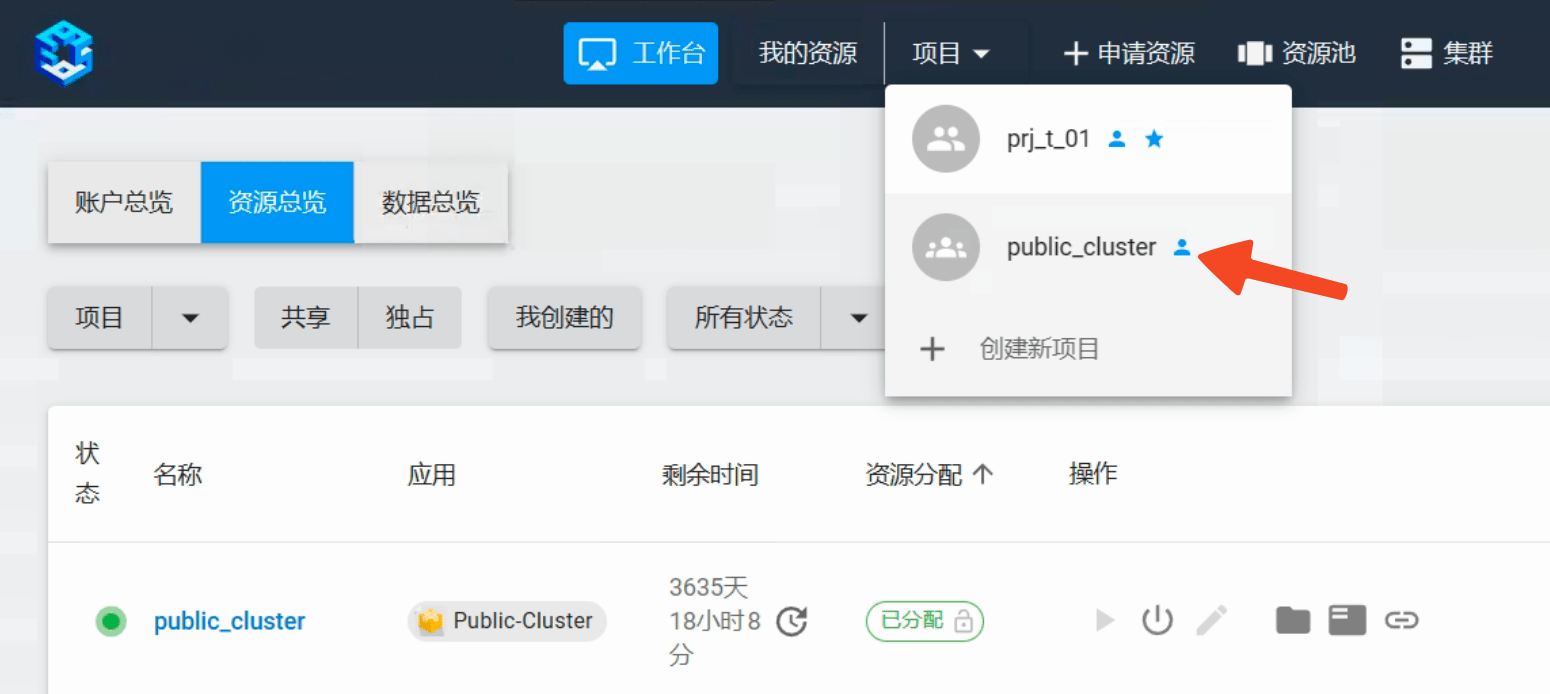 工作台
我的资源
项目
申请资源
资源池
集群
prj_t_01
public_cluster
创建新项目
账户总览
资源总览
数据总览
项目
共享
独占
我创建的
所有状态
状
态
名称
应用
剩余时间
资源分配
操作
public_cluster
Public-Cluster
3635天
18小时8
分
已分配